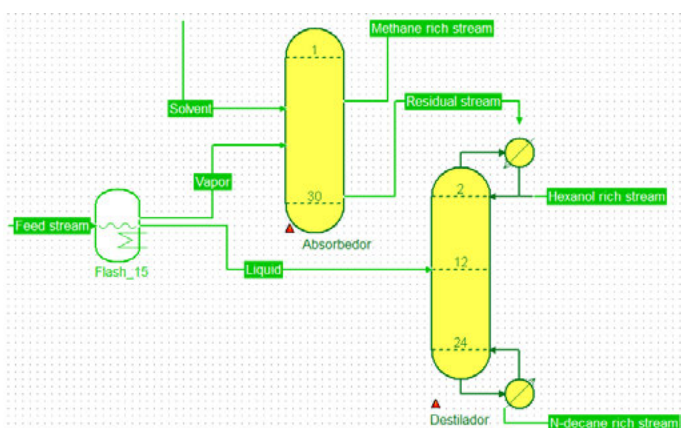 Methane rich stream
1
Solvent
Residual stream
Vapor
30
2
Hexanol rich stream
Feed stream
Absorbedor
Flash_15
Liquid
12
24
Destilador
N-decane rich stream